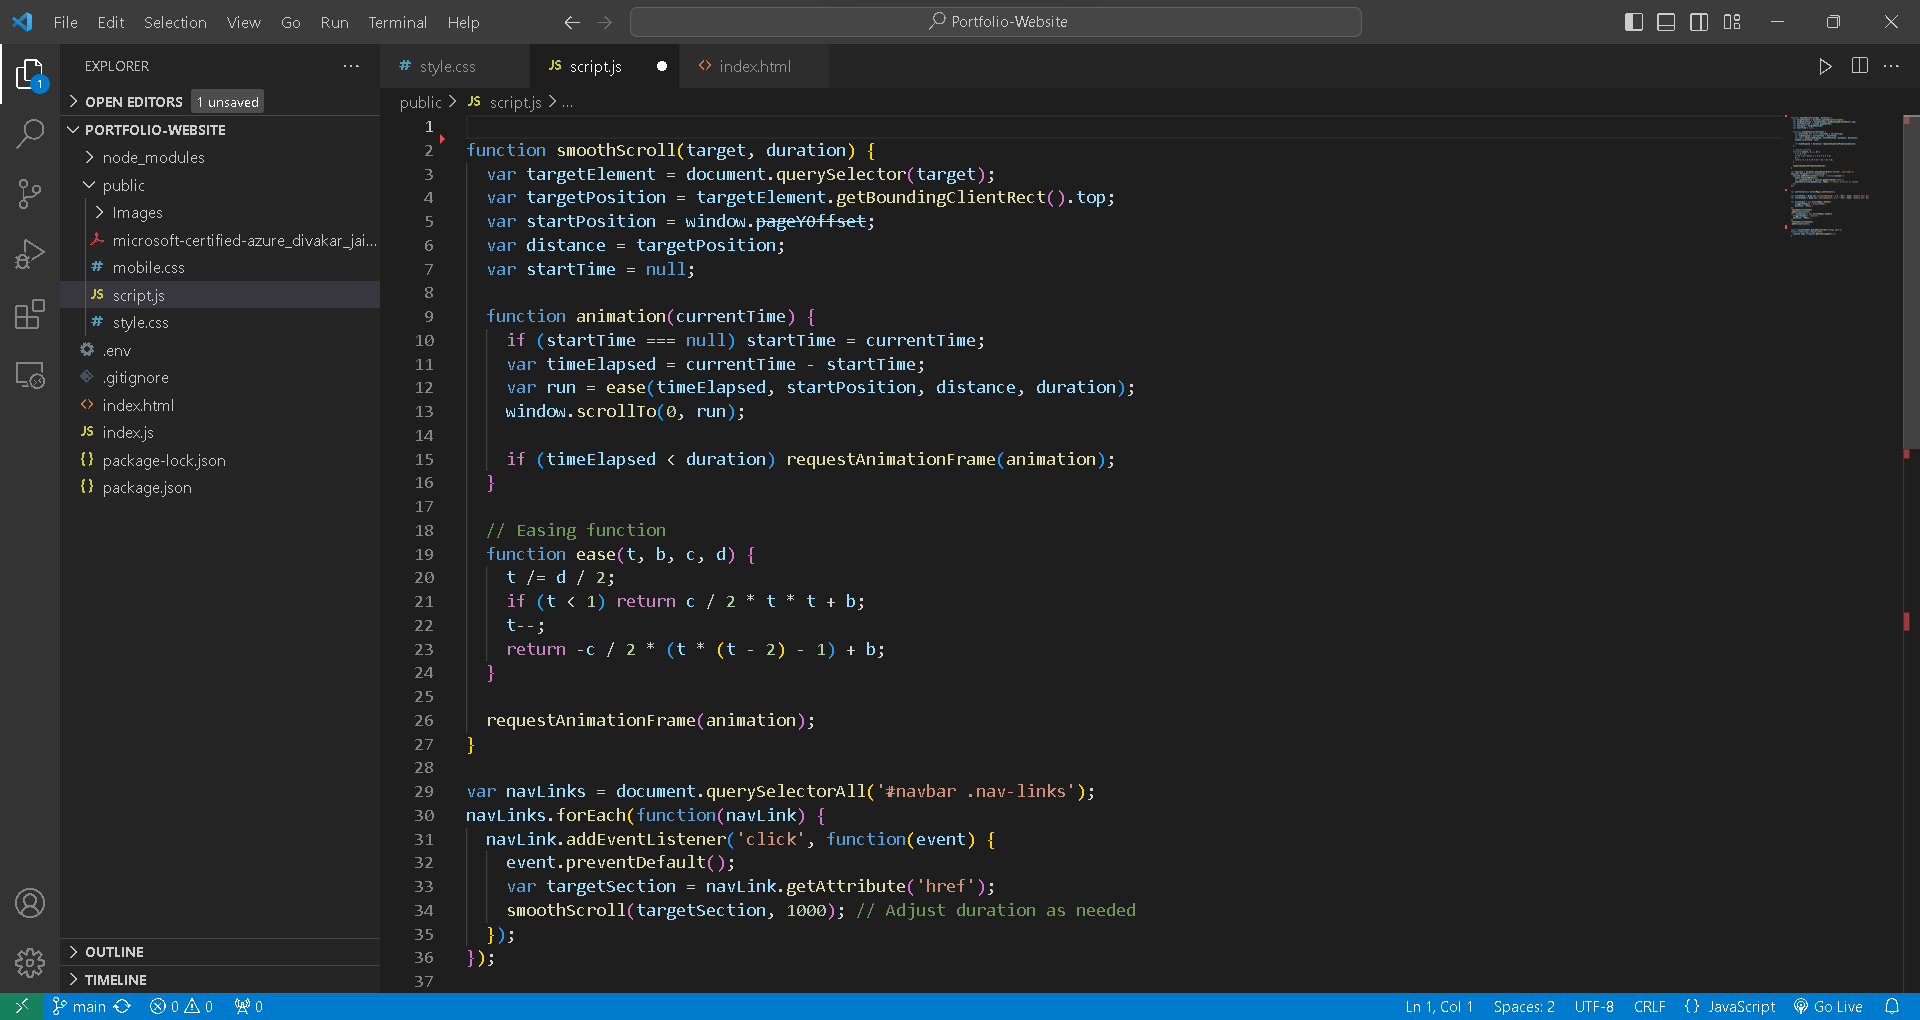 File Edit Selection View Go Run Terminal Help
Portfolio-Website
EXPLORER
OPEN EDITORS 1 unsaved
PORTFOLIO-WEBSITE
node_modules
public
Images
microsoft-certified-azure_divakar_jai...
mobile.css
script.js
style.css
.env
.gitignore
index.html
index.js
package-lock.json
package.json
OUTLINE
TIMELINE
style.css
script.js
index.html
public > JS script.js > ...
1
2 function smoothScroll(target, duration) {
3 var targetElement = document.querySelector(target);
4 var targetPosition = targetElement.getBoundingClientRect().top;
5 var startPosition = window.pageYOffset;
6 var distance = targetPosition;
7 var startTime = null;
8
9 function animation(currentTime) {
10 if (startTime === null) startTime = currentTime;
11 var timeElapsed = currentTime - startTime;
12 var run = ease(timeElapsed, startPosition, distance, duration);
13 window.scrollTo(0, run);
14
15 if (timeElapsed < duration) requestAnimationFrame(animation);
16 }
17
18 // Easing function
19 function ease(t, b, c, d) {
20 t /= d / 2;
21 if (t < 1) return c / 2 * t * t + b;
22 t--;
23 return -c / 2 * (t * (t - 2) - 1) + b;
24 }
25
26 requestAnimationFrame(animation);
27 }
28
29 var navLinks = document.querySelectorAll('#navbar .nav-links');
30 navLinks.forEach(function(navLink) {
31 navLink.addEventListener('click', function(event) {
32 event.preventDefault();
33 var targetSection = navLink.getAttribute('href');
34 smoothScroll(targetSection, 1000); // Adjust duration as needed
35 });
36 });
37
main 0 0 0 Ln 1, Col 1 Spaces: 2 UTF-8 CRLF {} JavaScript Go Live